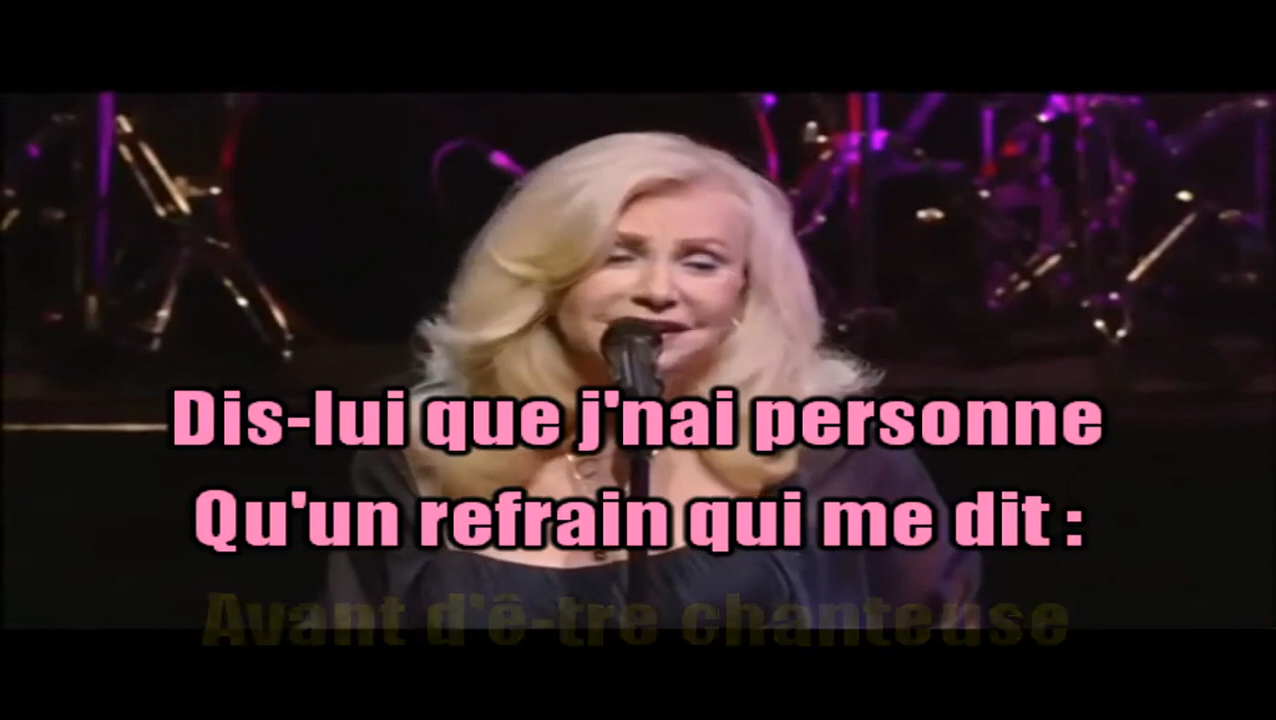 Dis-lui que j'nai personne
Qu'un refrain qui me dit :
Avant d'ê-tre chanteuse